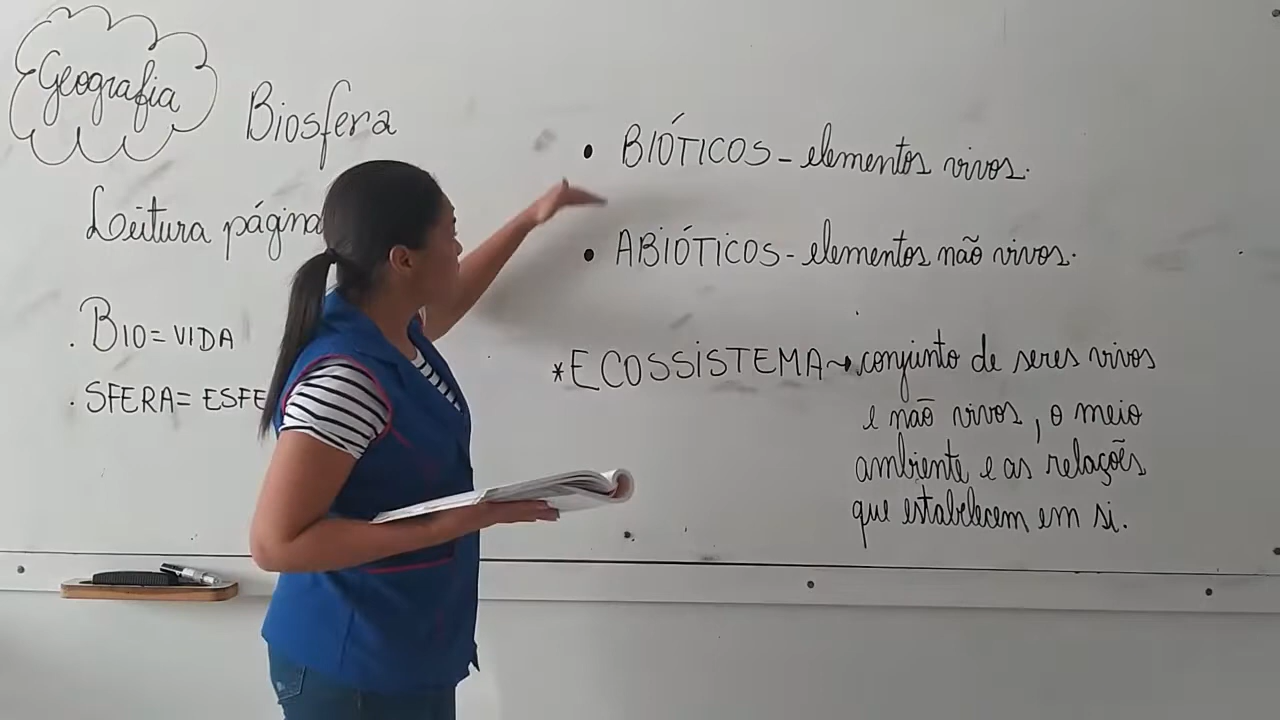 Geografia
Biosfera
Leitura página
. BIO = VIDA
. SFERA = ESFE
• BIÓTICOS - elementos vivos.
• ABIÓTICOS - elementos não vivos.
*ECOSSISTEMA → conjunto de seres vivos
e não vivos, o meio
ambiente e as relações
que estabelecem em si.